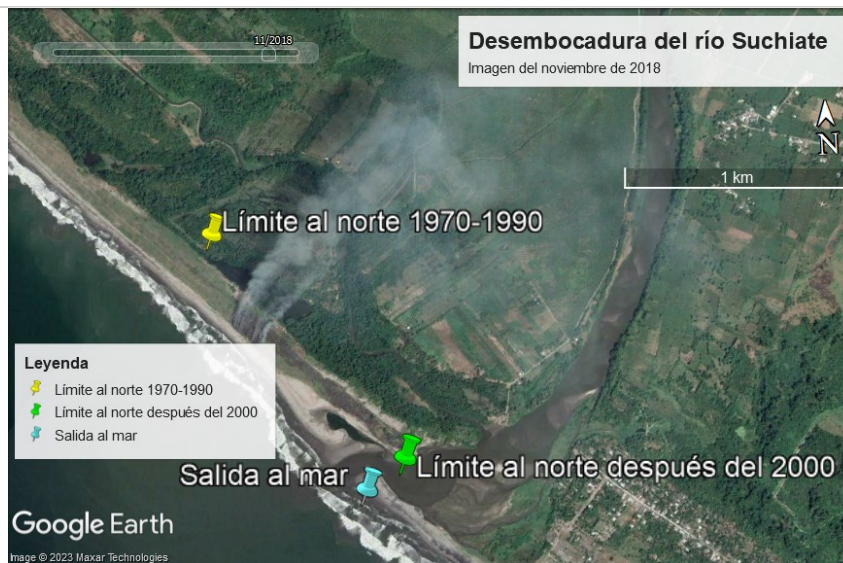 11/2018
Desembocadura del río Suchiate
Imagen del noviembre de 2018
N
1 km
Límite al norte 1970-1990
Leyenda
Límite al norte 1970-1990
Límite al norte después del 2000
Salida al mar
Salida al mar
Límite al norte después del 2000
Google Earth
Image © 2023 Maxar Technologies